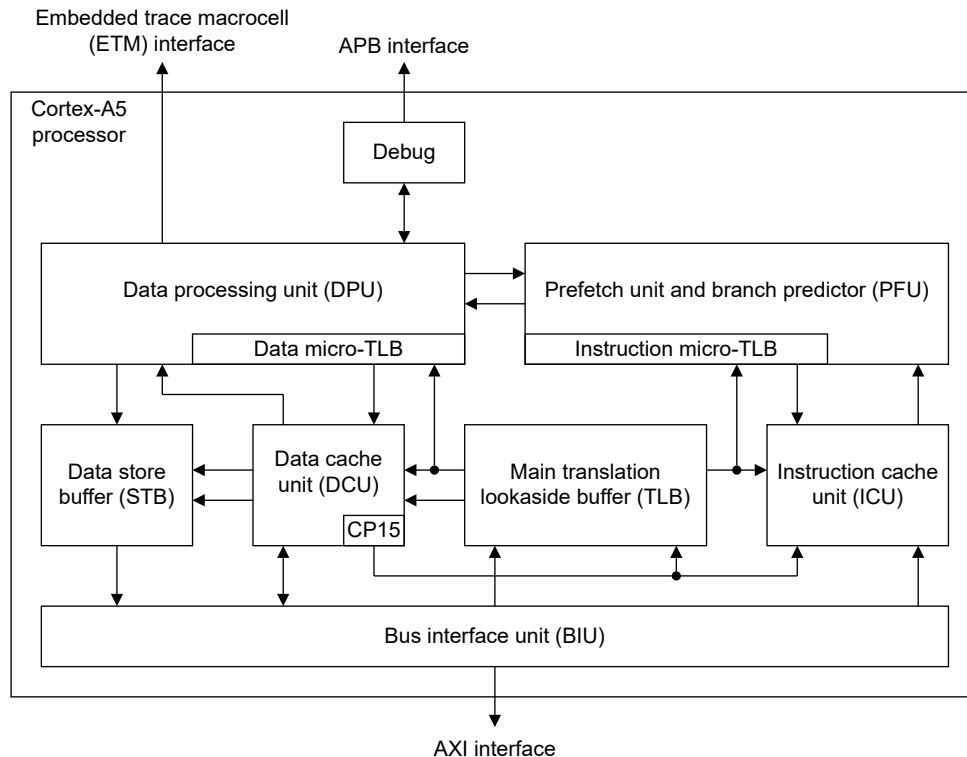 Embedded trace macrocell
(ETM) interface
APB interface
Cortex-A5
processor
Debug
Data processing unit (DPU)
Prefetch unit and branch predictor (PFU)
Data micro-TLB
Instruction micro-TLB
Data store
buffer (STB)
Data cache
unit (DCU)
CP15
Main translation
lookaside buffer (TLB)
Instruction cache
unit (ICU)
Bus interface unit (BIU)
AXI interface